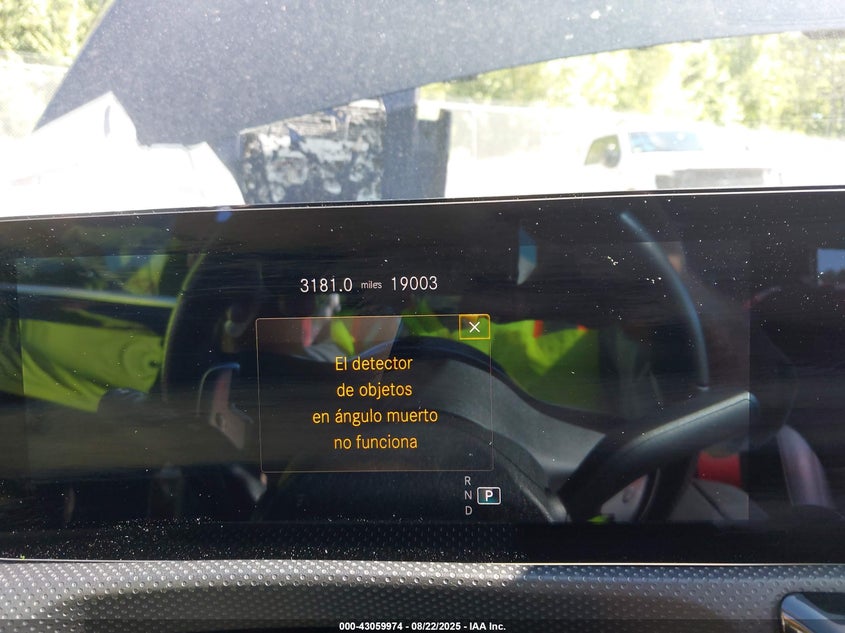 3181.0 miles 19003
X
El detector
de objetos
en ángulo muerto
no funciona
R
N P
D
000-43059974 - 08/22/2025 - IAA Inc.